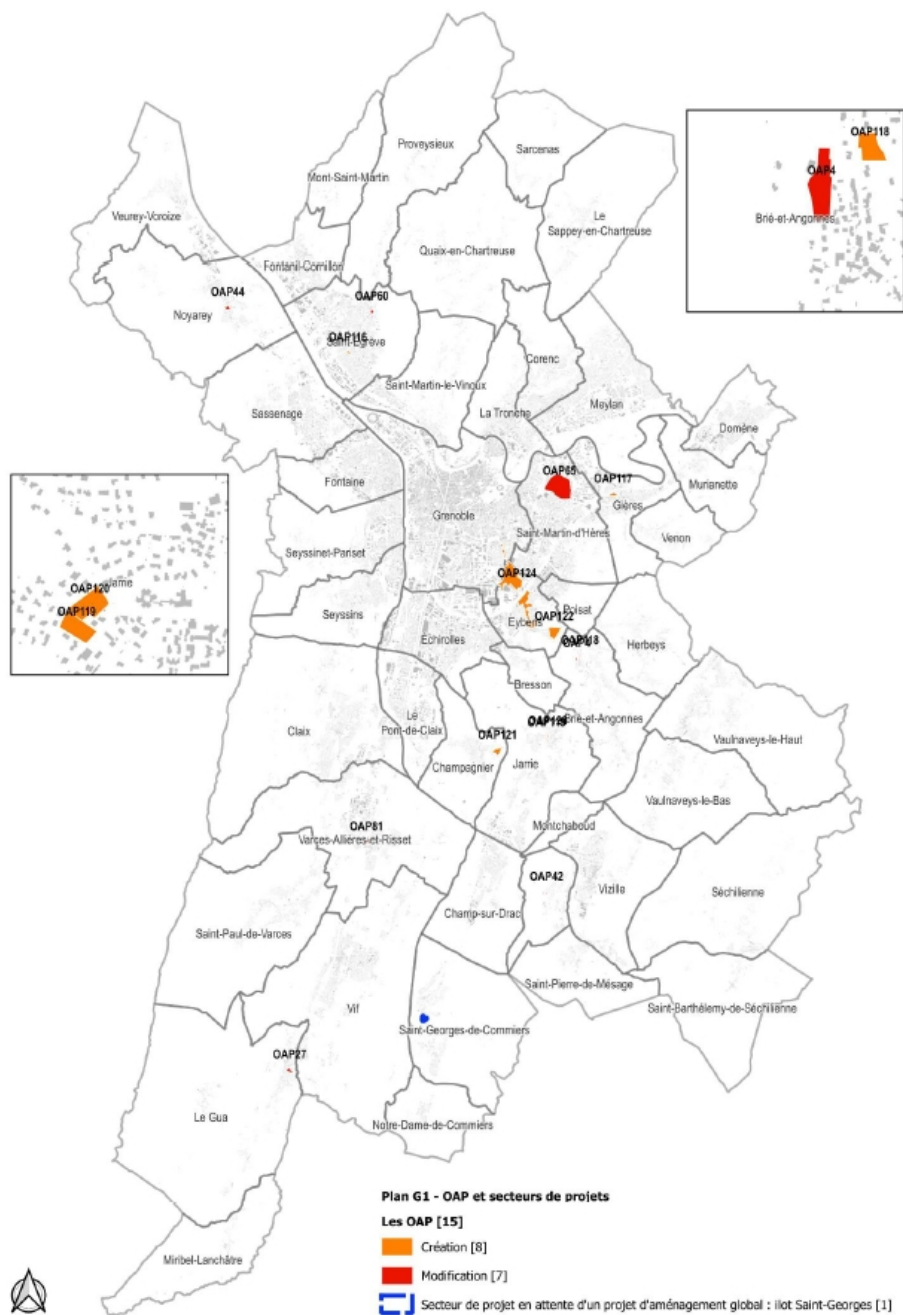 Proveysieux
Sarcenas
Mont-Saint-Martin
OAP118
OAP4
Brié-et-Angonnes
Le
Sappey-en-Chartreuse
Veurey-Voroize
Quaix-en-Chartreuse
Fontanil-Cornillon
OAP44
OAP60
Noyarey
Saint-Egrève
Corenc
Saint-Martin-le-Vinoux
La Tronche
Meylan
Sassenage
Domène
OAP65
OAP117
Murianette
Fontaine
Gières
Grenoble
Saint-Martin-d'Hères
Venon
Seyssinet-Pariset
OAP124
OAP120
Jarrie
OAP119
Seyssins
OAP122
Poisat
Eybens
Echirolles
OAP118
Herbeys
Bresson
Le
Pont-de-Claix
Claix
Brié-et-Angonnes
Vaulnaveys-le-Haut
OAP121
Champagnier
Jarrie
Vaulnaveys-le-Bas
OAP81
Varces-Allières-et-Risset
Montchaboud
OAP42
Vizille
Séchilienne
Champ-sur-Drac
Saint-Paul-de-Varces
Saint-Pierre-de-Mésage
Saint-Barthélemy-de-Séchilienne
Vif
Saint-Georges-de-Commiers
OAP27
Le Gua
Notre-Dame-de-Commiers
Miribel-Lanchâtre
Plan G1 - OAP et secteurs de projets
Les OAP [15]
Création [8]
Modification [7]
Secteur de projet en attente d'un projet d'aménagement global : ilot Saint-Georges [1]